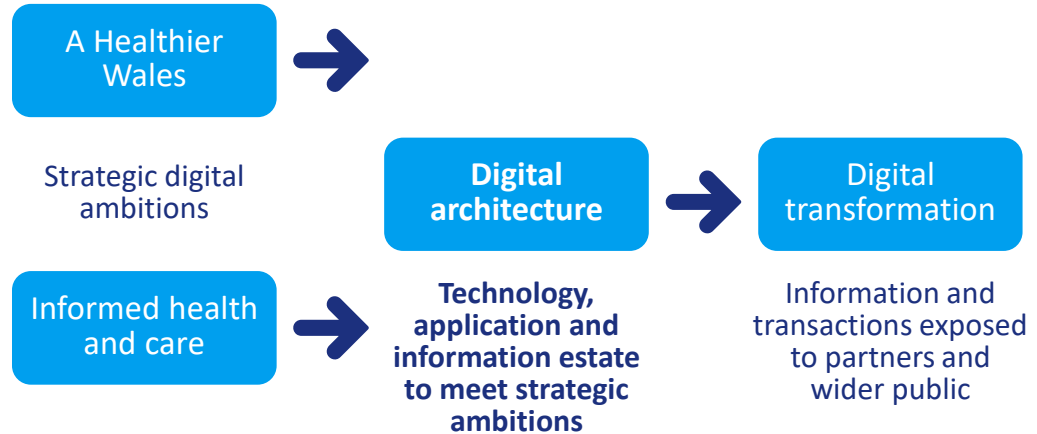 A Healthier
Wales
Strategic digital
ambitions
Informed health
and care
Digital
architecture
Technology,
application and
information estate
to meet strategic
ambitions
Digital
transformation
Information and
transactions exposed
to partners and
wider public